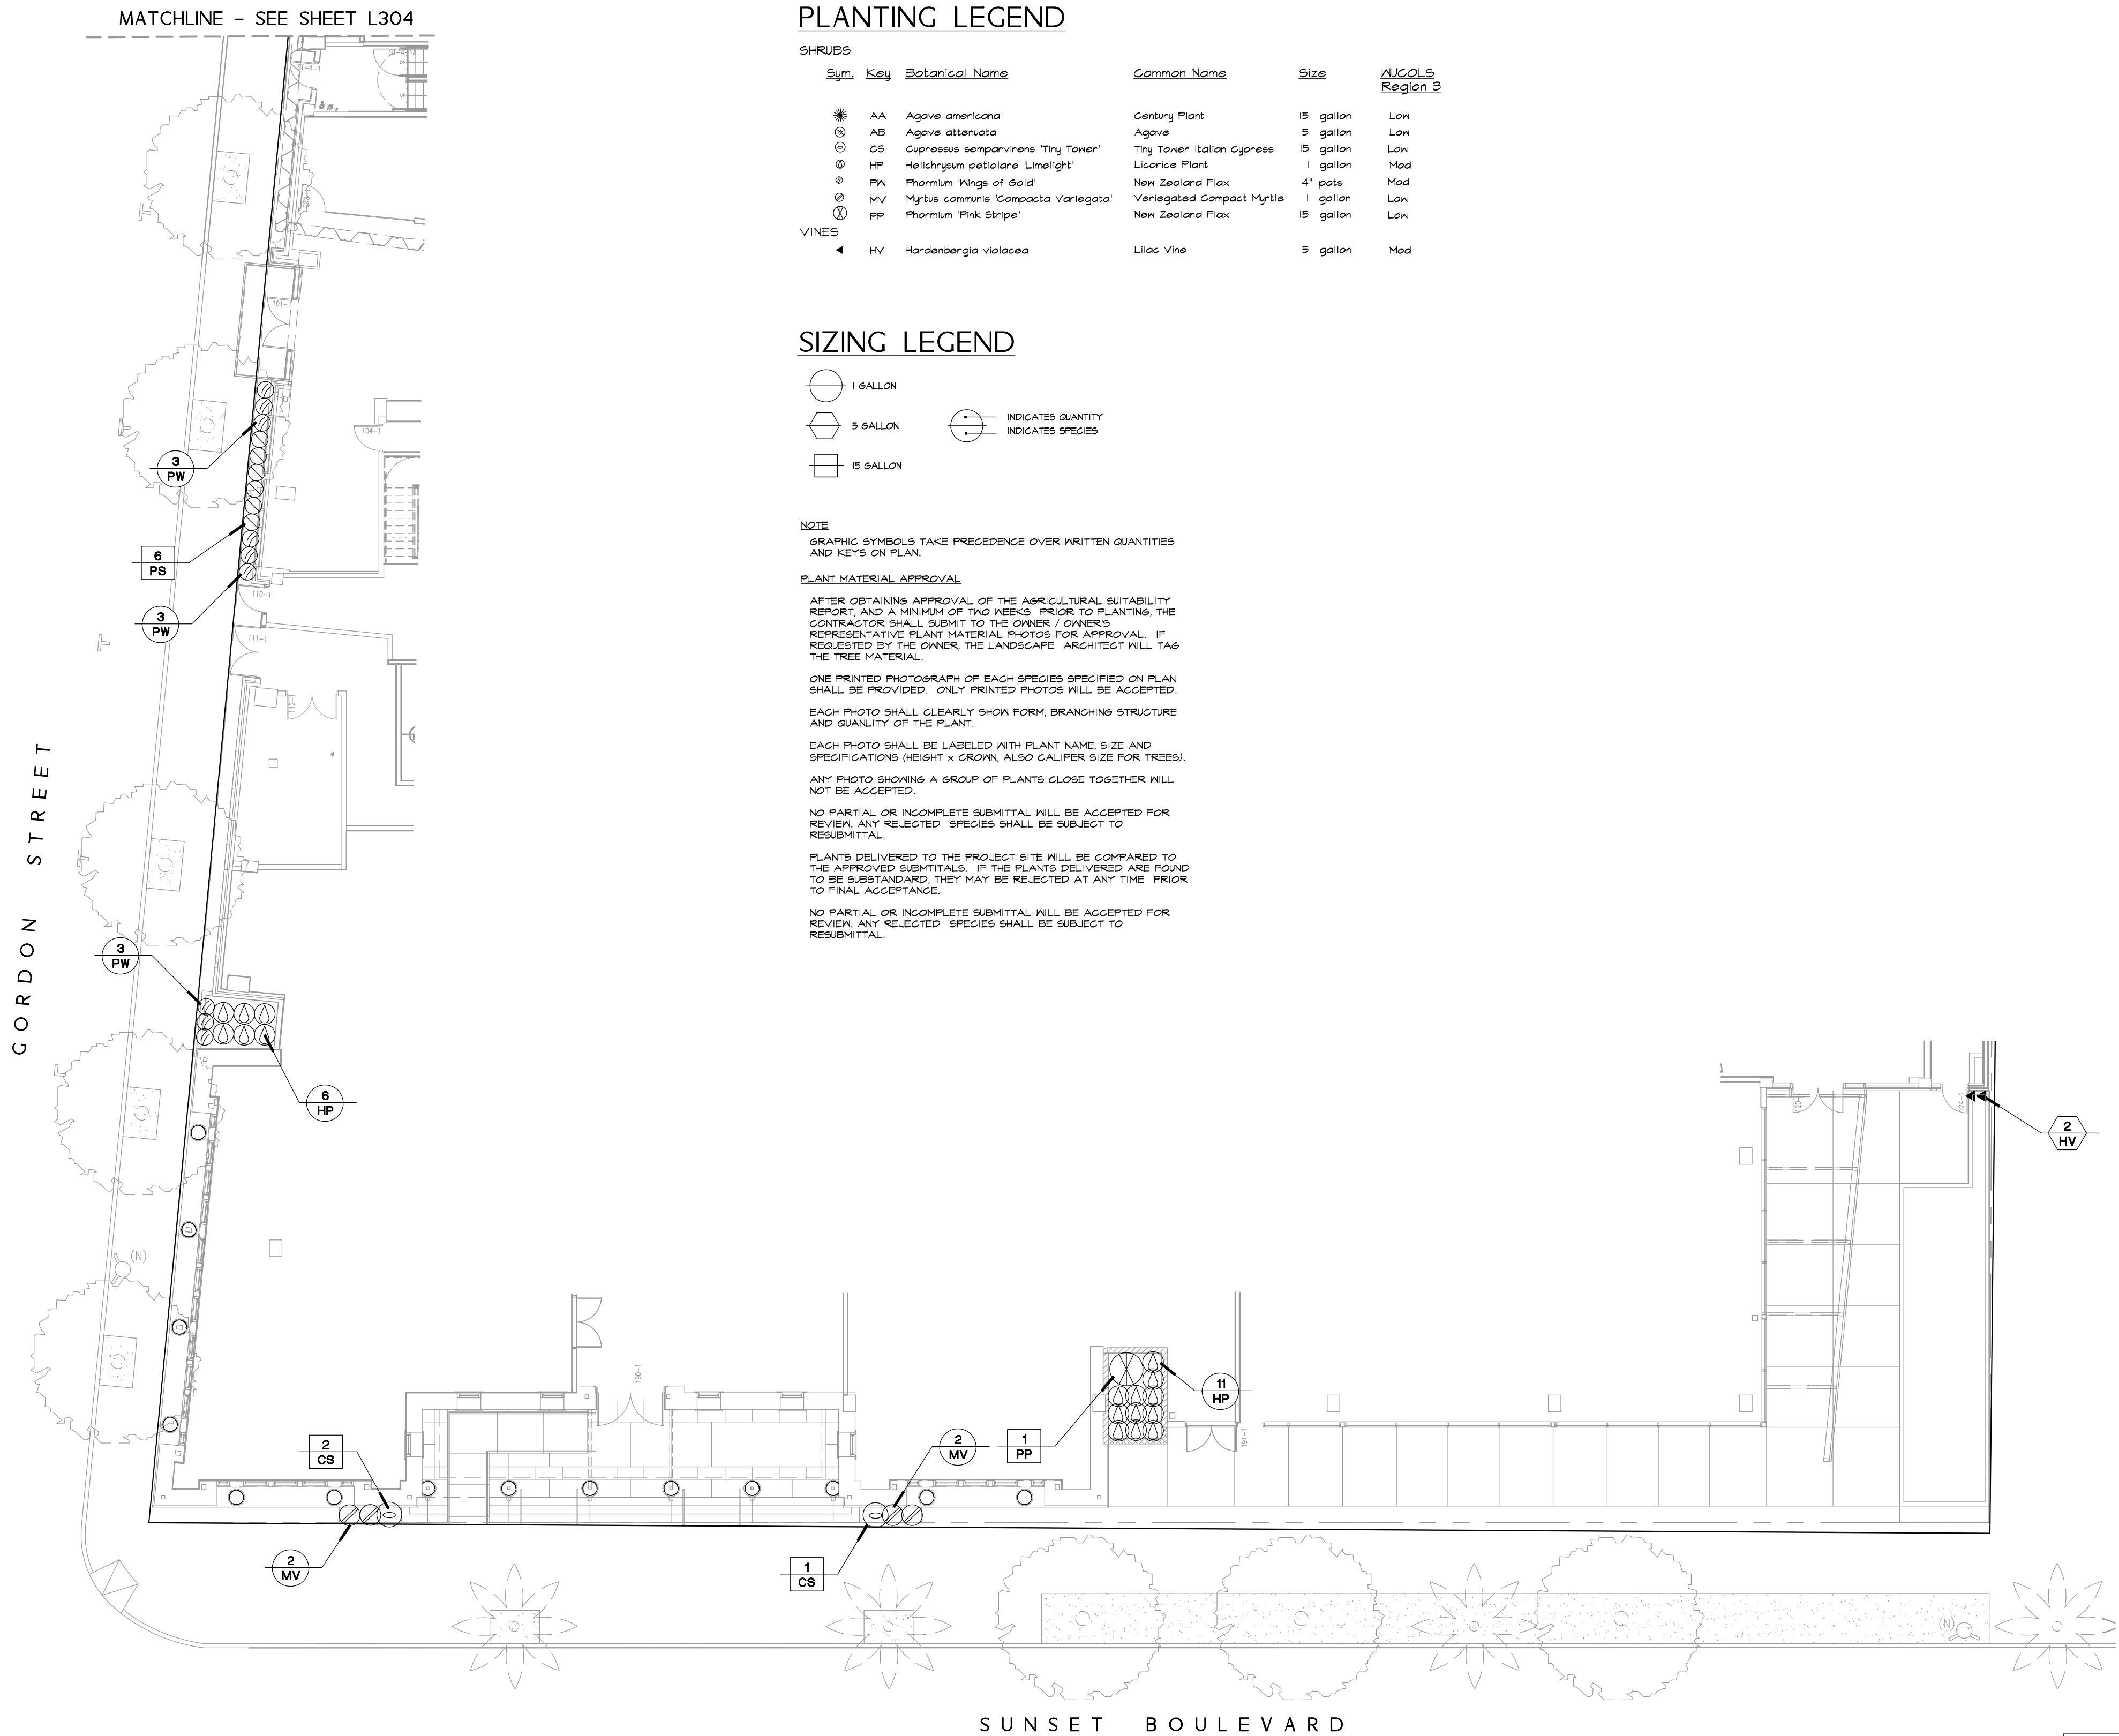 MATCHLINE - SEE SHEET L304
PLANTING LEGEND
SHRUBS
Sym. Key Botanical Name Common Name Size WUCOLS Region 3
AA Agave americana Century Plant 15 gallon Low
AB Agave attenuata Agave 5 gallon Low
CS Cupressus semparvirens 'Tiny Tower' Tiny Tower Italian Cypress 15 gallon Low
HP Helichrysum petiolare 'Limelight' Licorice Plant 1 gallon Mod
PW Phormium 'Wings of Gold' New Zealand Flax 4" pots Mod
MV Myrtus communis 'Compacta Variegata' Veriegated Compact Myrtle 1 gallon Low
PP Phormium 'Pink Stripe' New Zealand Flax 15 gallon Low
VINES
HV Hardenbergia violacea Lilac Vine 5 gallon Mod
SIZING LEGEND
1 GALLON
5 GALLON
INDICATES QUANTITY
INDICATES SPECIES
15 GALLON
NOTE
GRAPHIC SYMBOLS TAKE PRECEDENCE OVER WRITTEN QUANTITIES
AND KEYS ON PLAN.
PLANT MATERIAL APPROVAL
AFTER OBTAINING APPROVAL OF THE AGRICULTURAL SUITABILITY
REPORT, AND A MINIMUM OF TWO WEEKS PRIOR TO PLANTING, THE
CONTRACTOR SHALL SUBMIT TO THE OWNER / OWNER'S
REPRESENTATIVE PLANT MATERIAL PHOTOS FOR APPROVAL. IF
REQUESTED BY THE OWNER, THE LANDSCAPE ARCHITECT WILL TAG
THE TREE MATERIAL.
ONE PRINTED PHOTOGRAPH OF EACH SPECIES SPECIFIED ON PLAN
SHALL BE PROVIDED. ONLY PRINTED PHOTOS WILL BE ACCEPTED.
EACH PHOTO SHALL CLEARLY SHOW FORM, BRANCHING STRUCTURE
AND QUANLITY OF THE PLANT.
EACH PHOTO SHALL BE LABELED WITH PLANT NAME, SIZE AND
SPECIFICATIONS (HEIGHT x CROWN, ALSO CALIPER SIZE FOR TREES).
ANY PHOTO SHOWING A GROUP OF PLANTS CLOSE TOGETHER WILL
NOT BE ACCEPTED.
NO PARTIAL OR INCOMPLETE SUBMITTAL WILL BE ACCEPTED FOR
REVIEW. ANY REJECTED SPECIES SHALL BE SUBJECT TO
RESUBMITTAL.
PLANTS DELIVERED TO THE PROJECT SITE WILL BE COMPARED TO
THE APPROVED SUBMTITALS. IF THE PLANTS DELIVERED ARE FOUND
TO BE SUBSTANDARD, THEY MAY BE REJECTED AT ANY TIME PRIOR
TO FINAL ACCEPTANCE.
NO PARTIAL OR INCOMPLETE SUBMITTAL WILL BE ACCEPTED FOR
REVIEW. ANY REJECTED SPECIES SHALL BE SUBJECT TO
RESUBMITTAL.
101-1
104-1
3
PW
6
PS
110-1
3
PW
111-1
112-1
GORDON STREET
3
PW
6
HP
2
HV
(N)
190-1
11
HP
2
CS
2
MV
1
PP
191-1
2
MV
1
CS
(N)
SUNSET BOULEVARD